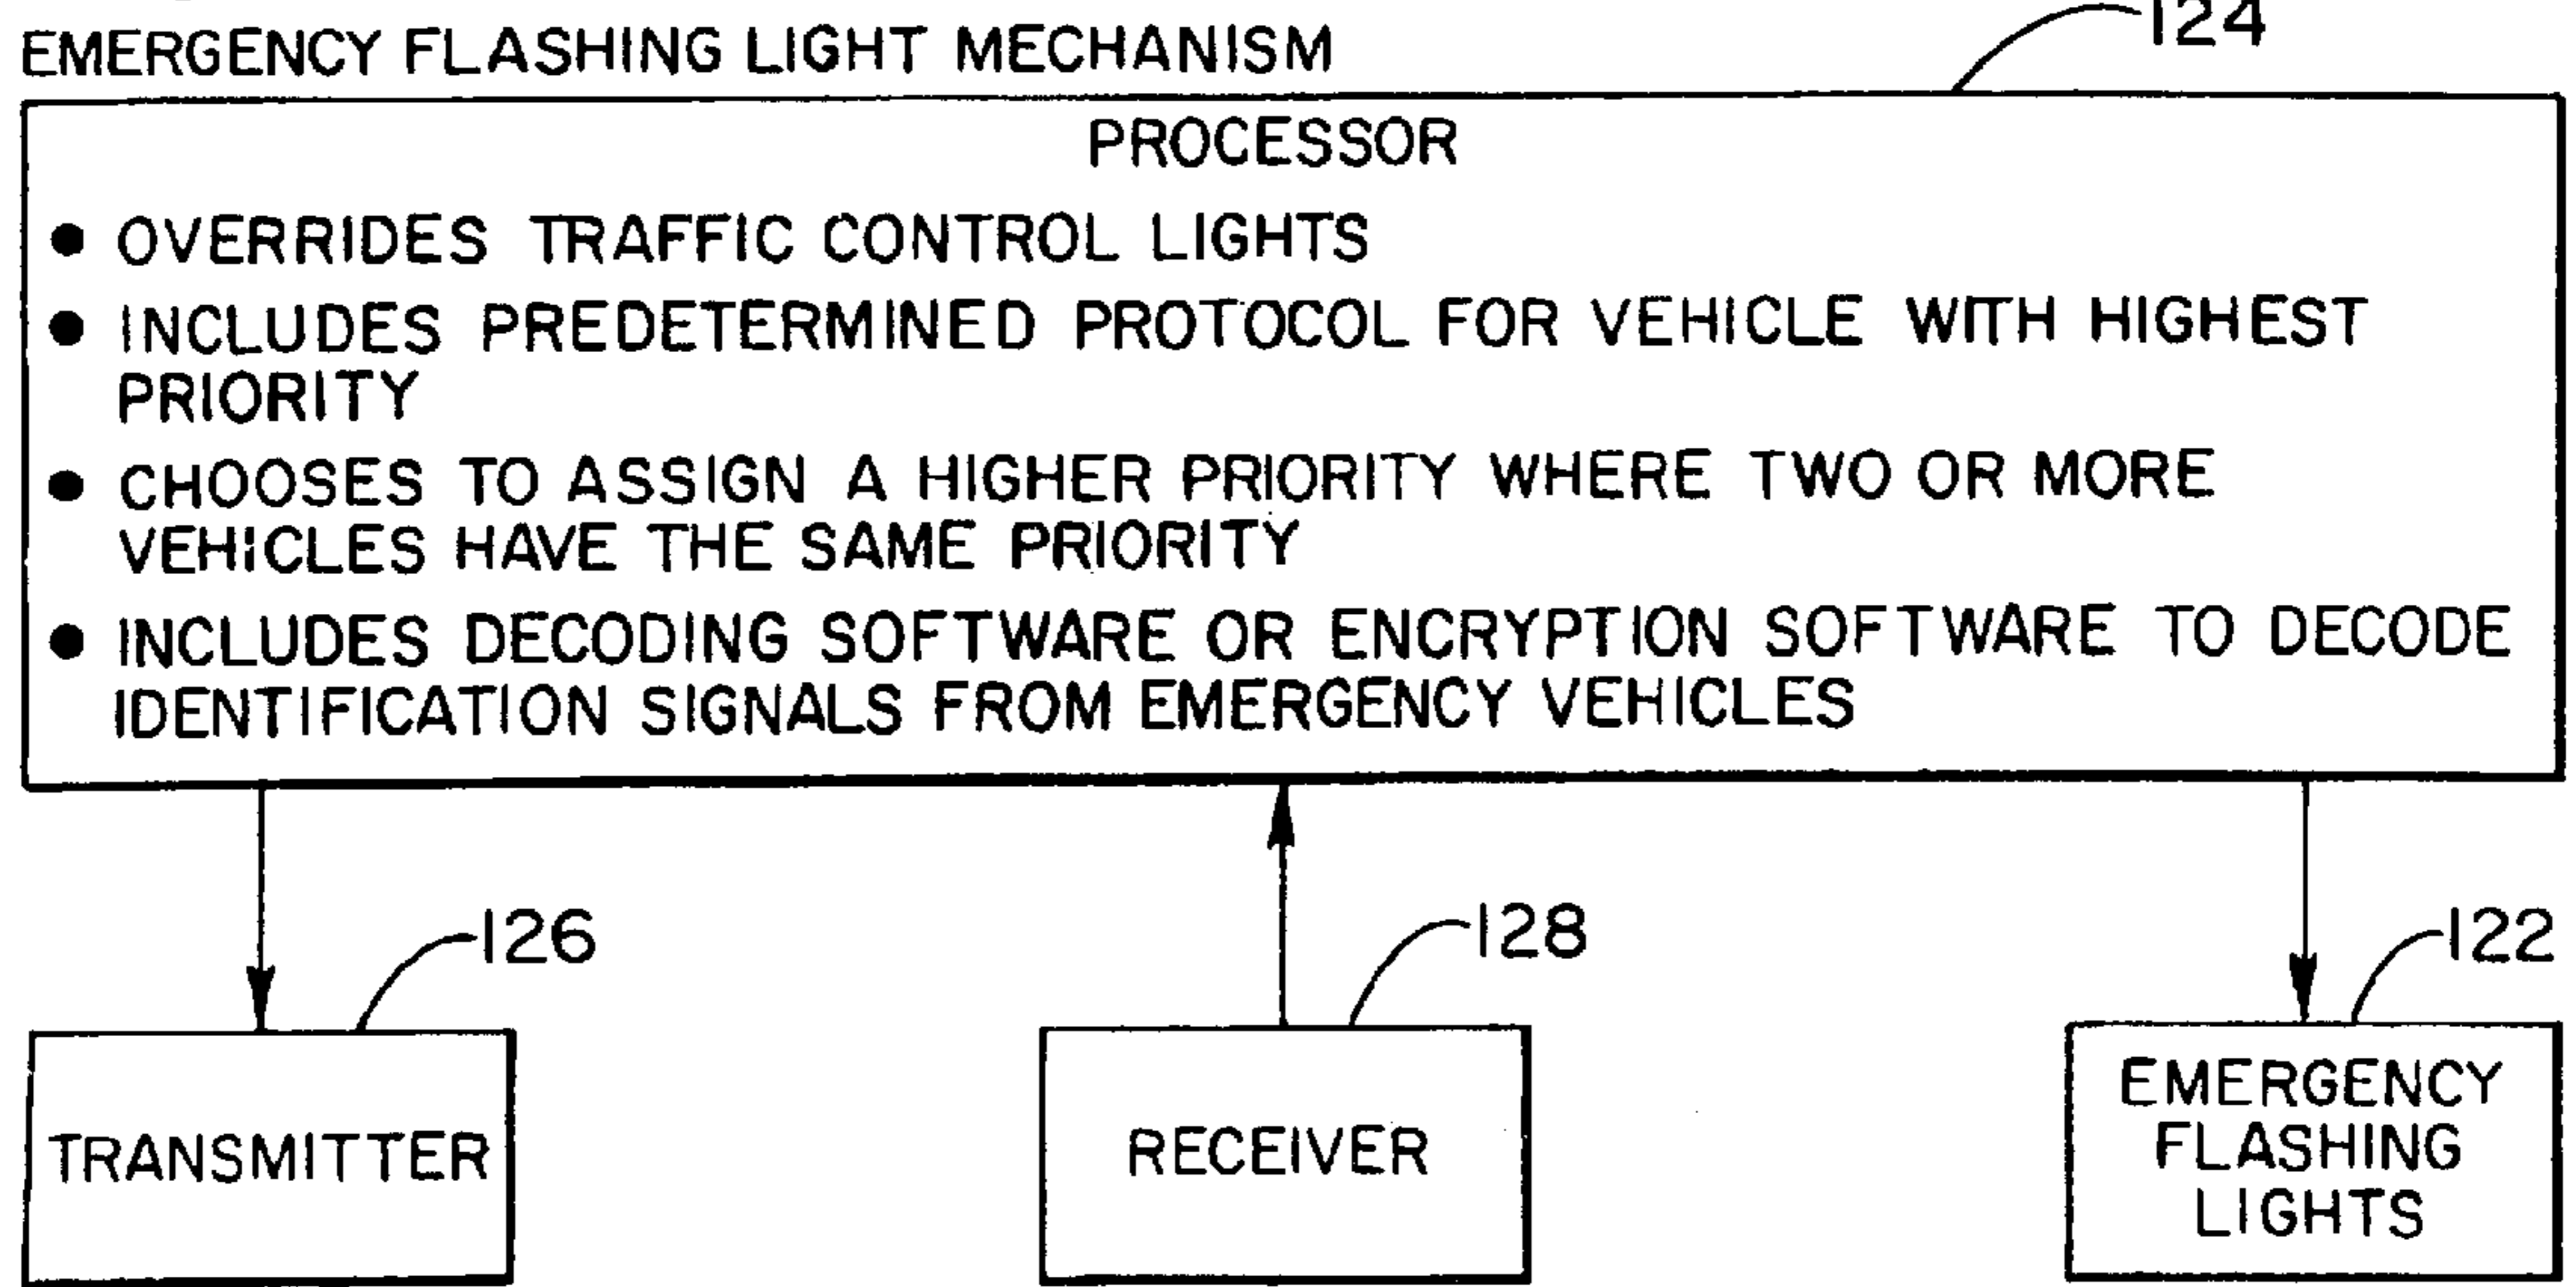 124
EMERGENCY FLASHING LIGHT MECHANISM
PROCESSOR
• OVERRIDES TRAFFIC CONTROL LIGHTS
• INCLUDES PREDETERMINED PROTOCOL FOR VEHICLE WITH HIGHEST
PRIORITY
• CHOOSES TO ASSIGN A HIGHER PRIORITY WHERE TWO OR MORE
VEHICLES HAVE THE SAME PRIORITY
• INCLUDES DECODING SOFTWARE OR ENCRYPTION SOFTWARE TO DECODE
IDENTIFICATION SIGNALS FROM EMERGENCY VEHICLES
126
128
122
TRANSMITTER
RECEIVER
EMERGENCY
FLASHING
LIGHTS